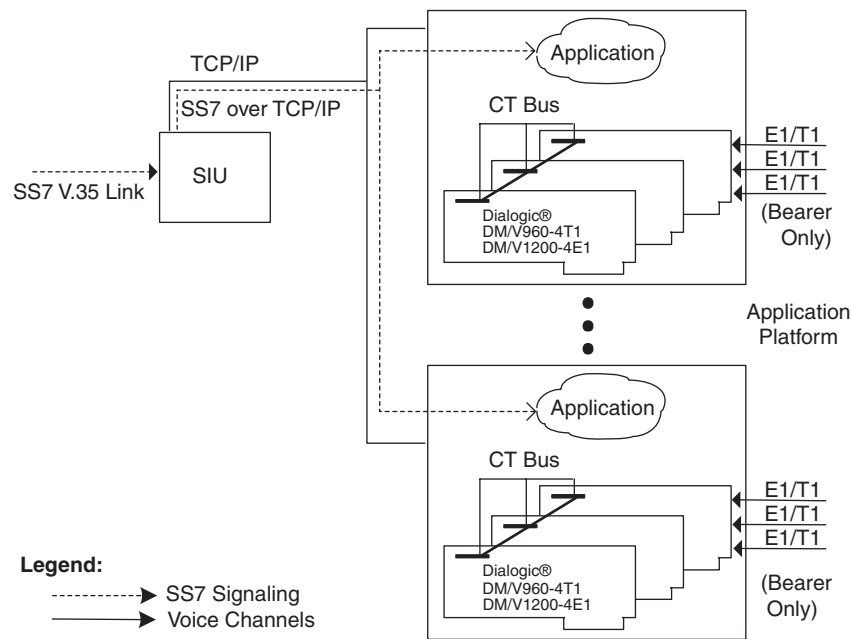 TCP/IP
SS7 over TCP/IP
SIU
SS7 V.35 Link
Application
CT Bus
Dialogic®
DM/V960-4T1
DM/V1200-4E1
E1/T1
E1/T1
E1/T1
(Bearer
Only)
Application
Platform
Application
CT Bus
Dialogic®
DM/V960-4T1
DM/V1200-4E1
E1/T1
E1/T1
E1/T1
(Bearer
Only)
Legend:
SS7 Signaling
Voice Channels